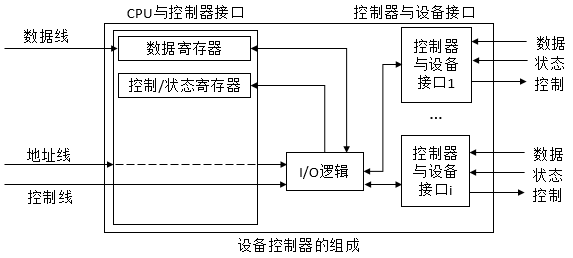 CPU与控制器接口
控制器与设备接口
数据线
数据寄存器
控制/状态寄存器
地址线
控制线
I/O逻辑
控制器
与设备
接口1
数据
状态
控制
...
控制器
与设备
接口i
数据
状态
控制
设备控制器的组成